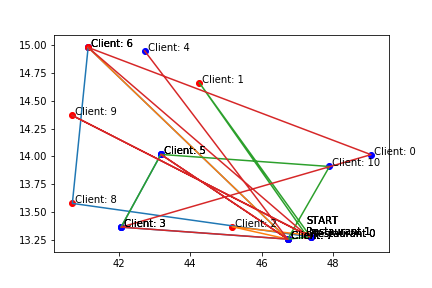 15.00
14.75
14.50
14.25
14.00
13.75
13.50
13.25
Client: 6
Client: 4
Client: 1
Client: 9
Client: 5
Client: 0
Client: 10
Client: 8
START
Client: 3
Client: 2
42
44
46
48